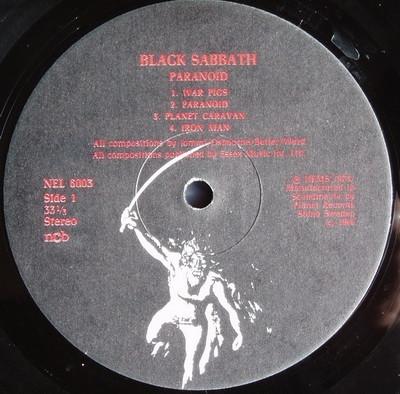 BLACK SABBATH
PARANOID
1. WAR PIGS
2. PARANOID
3. PLANET CARAVAN
4. IRON MAN
All compositions by Iommi/Osbourne/Butler/Ward
All compositions published by Essex Music Int. Ltd.
NEL 6003
Side 1
33⅓
Stereo
ncb
Manufactured in
Scandinavia by
Planet Records